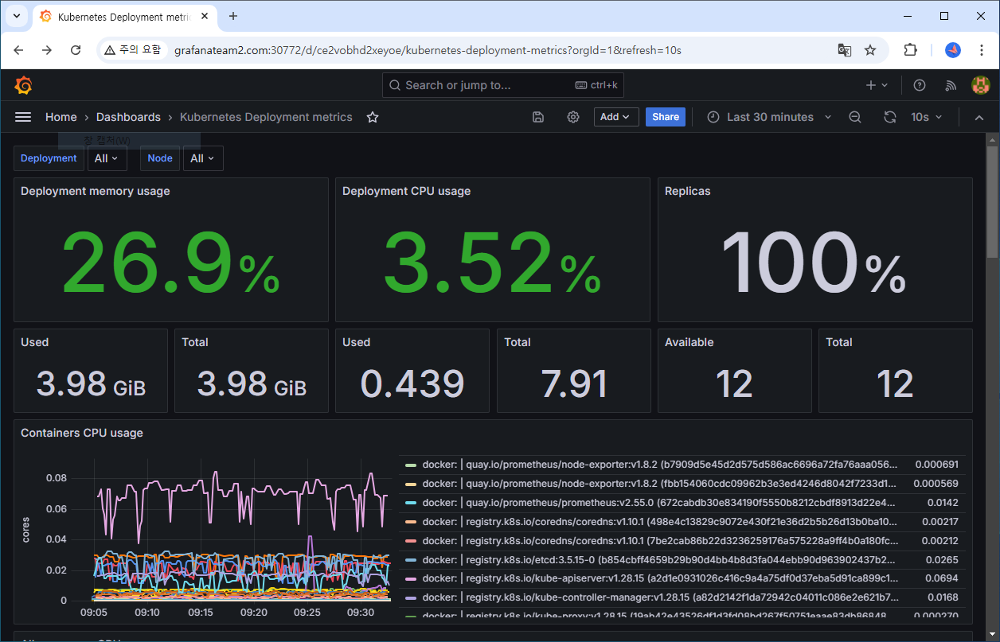 Kubernetes Deployment metri
주의 요함
grafanateam2.com:30772/d/ce2vobhd2xeyoe/kubernetes-deployment-metrics?orgId=1&refresh=10s
Search or jump to... ctrl+k
Home › Dashboards › Kubernetes Deployment metrics
Add Share Last 30 minutes 10s
창 캡처(W)
Deployment All Node All
Deployment memory usage
26.9%
Deployment CPU usage
3.52%
Replicas
100%
Used
3.98 GiB
Total
3.98 GiB
Used
0.439
Total
7.91
Available
12
Total
12
Containers CPU usage
cores
0.08
0.06
0.04
0.02
0
09:05 09:10 09:15 09:20 09:25 09:30
docker: | quay.io/prometheus/node-exporter:v1.8.2 (b7909d5e45d2d575d586ac6696a72fa76aaa056... 0.000691
docker: | quay.io/prometheus/node-exporter:v1.8.2 (fbb154060cdc09962b3e3ed4246d8042f7233d1... 0.000569
docker: | quay.io/prometheus/prometheus:v2.55.0 (672cabdb30e834190f5550b8212cbdf8913d22e4... 0.0142
docker: | registry.k8s.io/coredns/coredns:v1.10.1 (498e4c13829c9072e430f21e36d2b5b26d13b0ba10... 0.00217
docker: | registry.k8s.io/coredns/coredns:v1.10.1 (7be2cab86b22d3236259176a575228a9ff4b0a180fc... 0.00212
docker: | registry.k8s.io/etcd:3.5.15-0 (b854cbff4659b29b90d4bb4b8d3fa044ebb90d963902437b2... 0.0265
docker: | registry.k8s.io/kube-apiserver:v1.28.15 (a2d1e0931026c416c9a4a75df0d37eba5d91ca899c1... 0.0694
docker: | registry.k8s.io/kube-controller-manager:v1.28.15 (a82d2142f1da72942c04011c086e2e621b7... 0.0168
docker: | registry.k8s.io/kube-proxy:v1.28.15 (19ab42e43526df1d3fd08bd267f50751eaae83db86848 0.000270